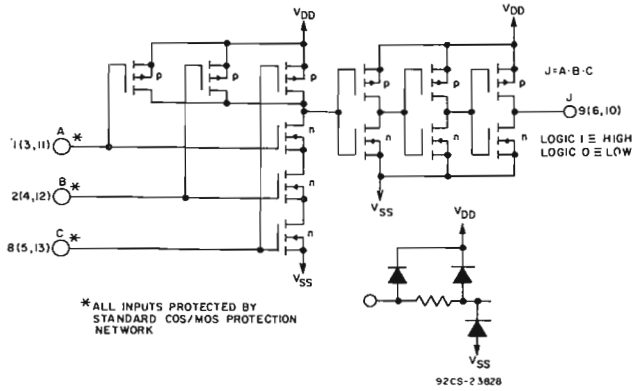 VDD
VDD
p
p
p
p
p
p
J=A·B·C
J
9(6,10)
A
*
1(3,11)
n
n
n
n
LOGIC 1 ≡ HIGH
LOGIC 0 ≡ LOW
B
*
2(4,12)
n
VSS
C
*
8(5,13)
n
VSS
VDD
*ALL INPUTS PROTECTED BY
STANDARD COS/MOS PROTECTION
NETWORK
VSS
92CS-23828